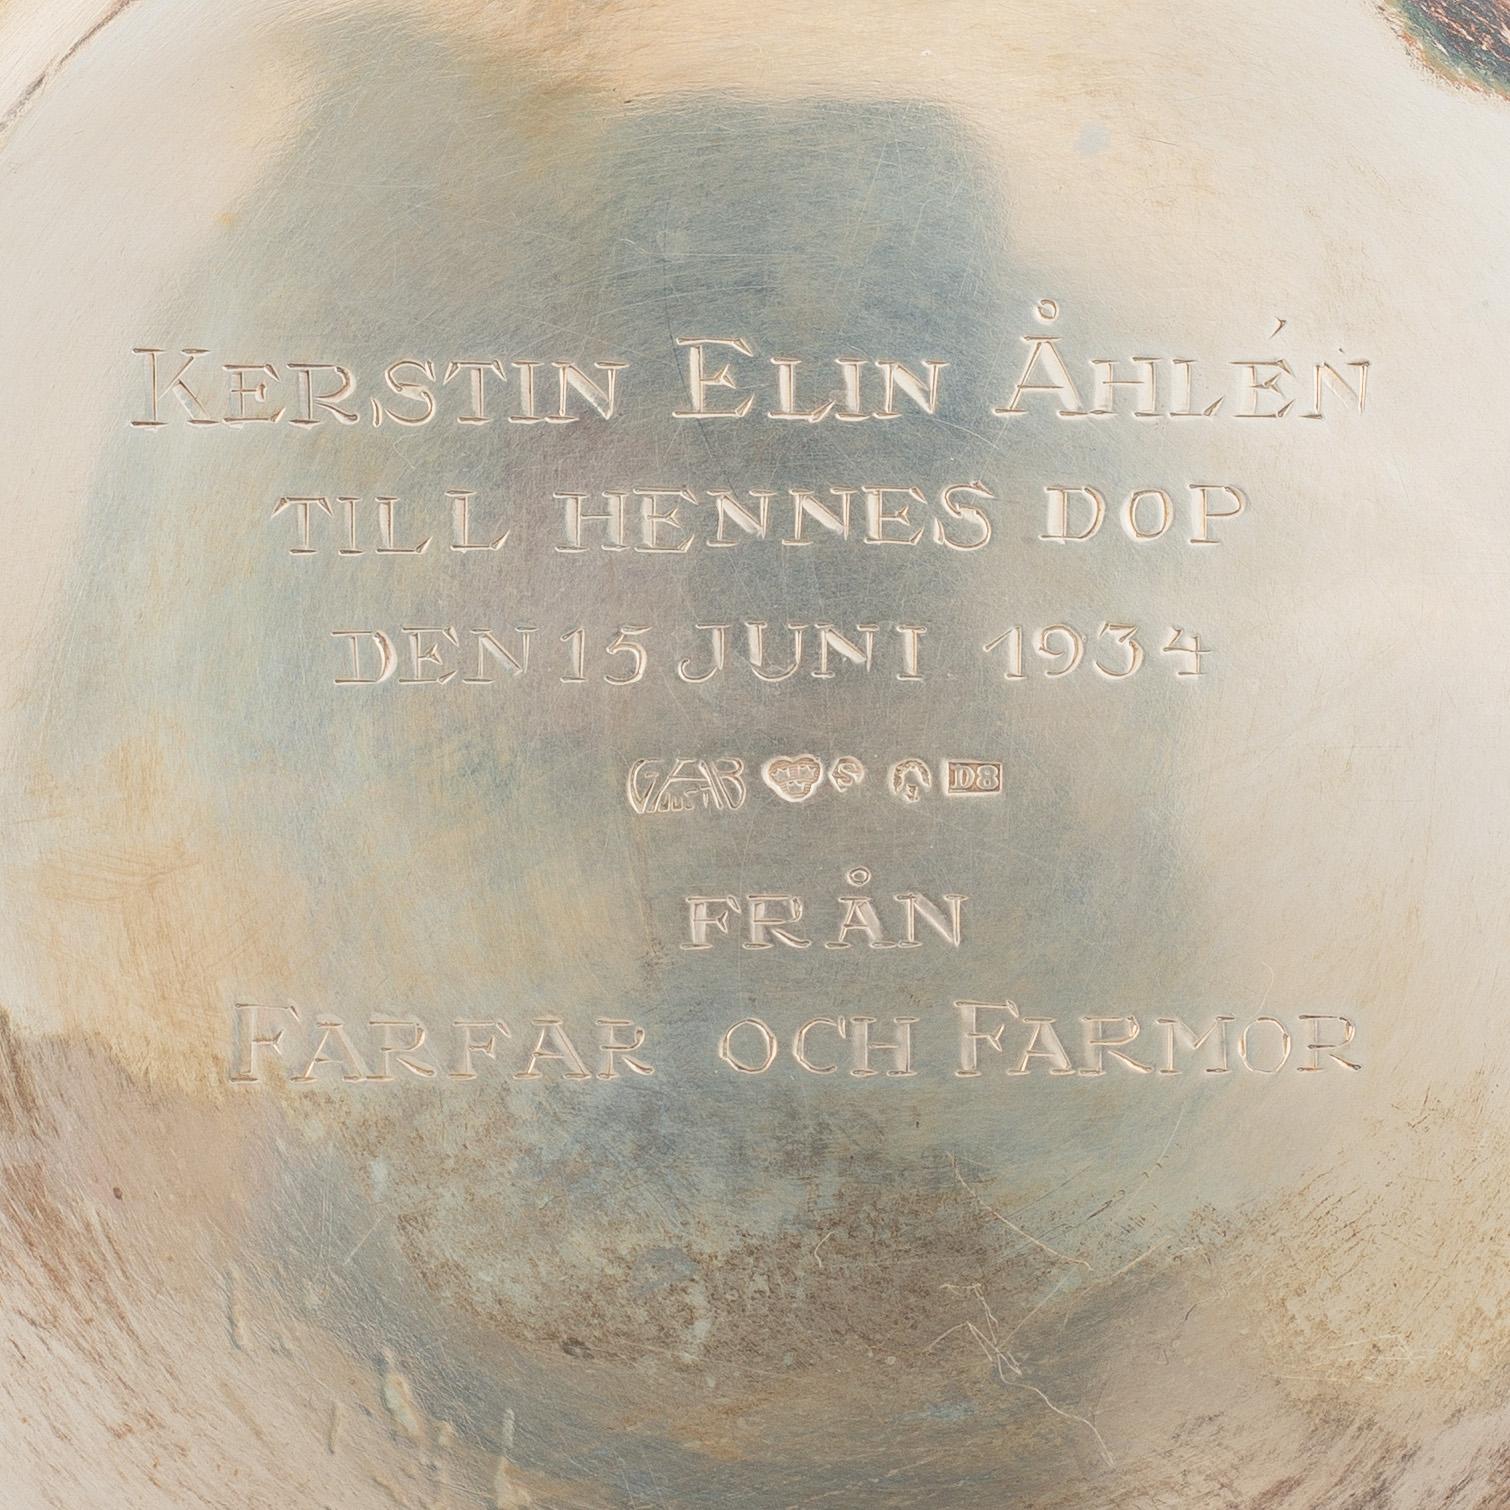 KERSTIN ELIN ÅHLÉN
TILL HENNES DOP
DEN 15 JUNI 1934
GAB S D8
FRÅN
FARFAR OCH FARMOR